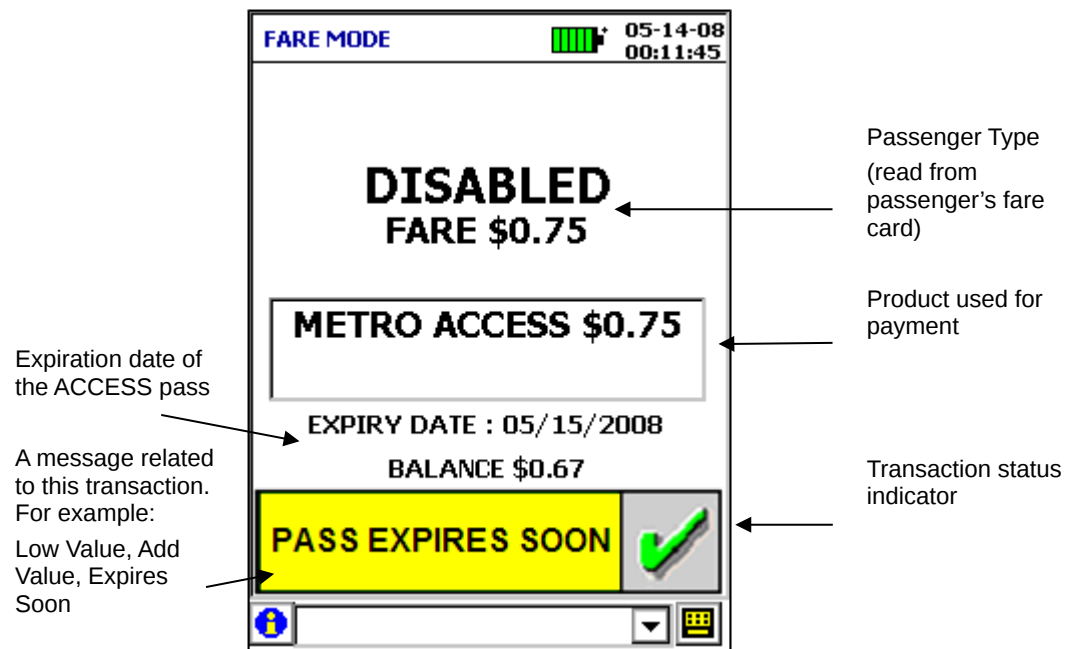 FARE MODE
05-14-08
00:11:45
DISABLED
FARE $0.75
METRO ACCESS $0.75
EXPIRY DATE : 05/15/2008
BALANCE $0.67
PASS EXPIRES SOON
Expiration date of
the ACCESS pass
A message related
to this transaction.
For example:
Low Value, Add
Value, Expires
Soon
Passenger Type
(read from
passenger’s fare
card)
Product used for
payment
Transaction status
indicator